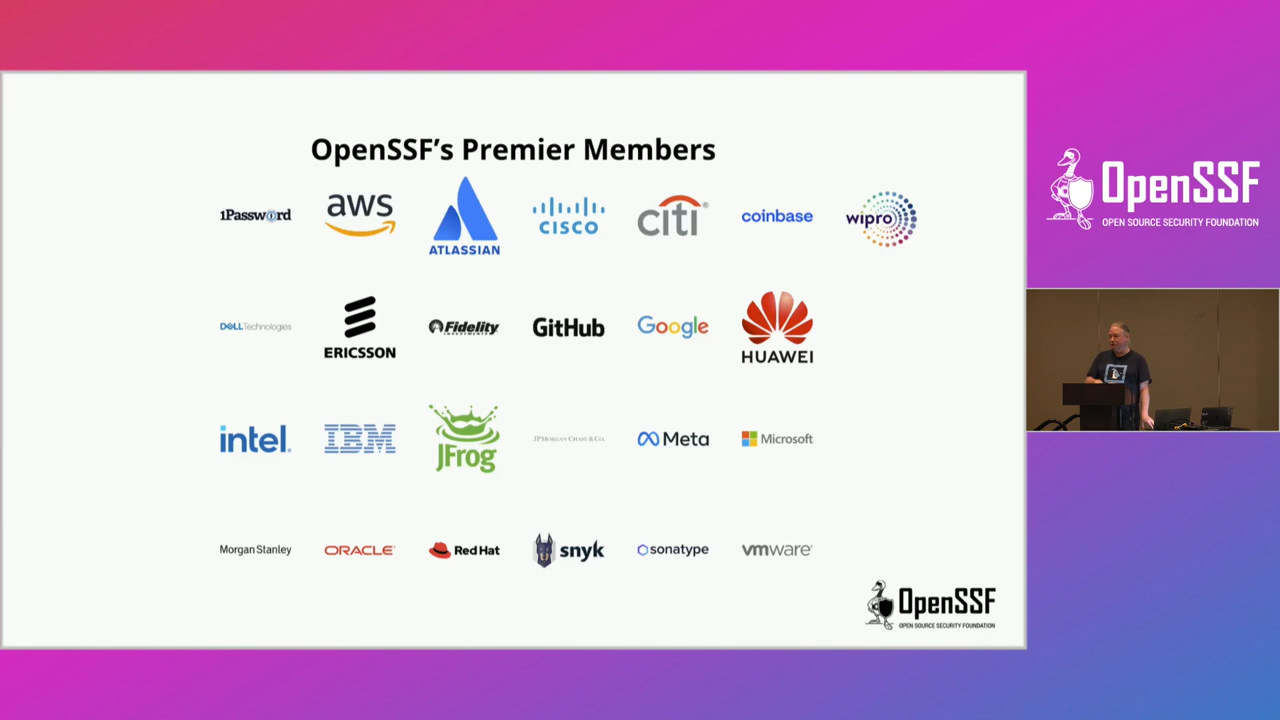 OpenSSF's Premier Members
1Password
aws
ATLASSIAN
CISCO
citi®
coinbase
wipro
DELL Technologies
ERICSSON
Fidelity
INVESTMENTS
GitHub
Google
HUAWEI
intel.
IBM
JFrog
JPMORGAN CHASE & CO.
Meta
Microsoft
Morgan Stanley
ORACLE
Red Hat
snyk
sonatype
vmware
OpenSSF
OPEN SOURCE SECURITY FOUNDATION
OpenSSF
OPEN SOURCE SECURITY FOUNDATION